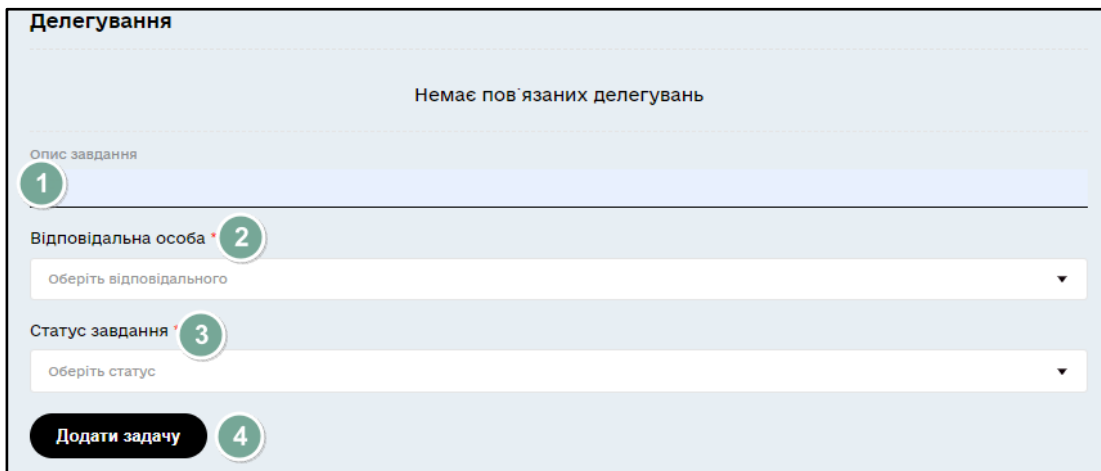 Делегування
Немає пов'язаних делегувань
Опис завдання
1
Відповідальна особа * 2
Оберіть відповідального
Статус завдання * 3
Оберіть статус
Додати задачу 4